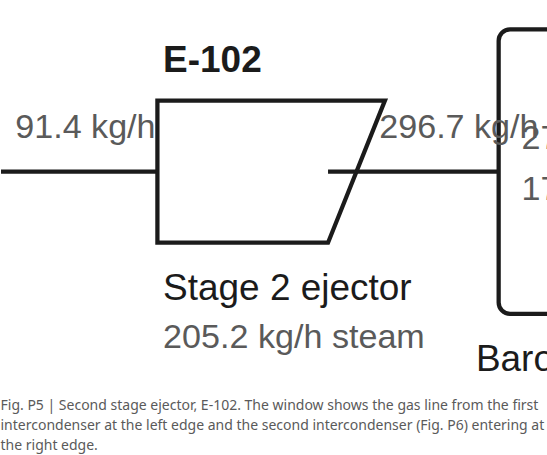 E-102
91.4 kg/h
296.7 kg/h
Stage 2 ejector
205.2 kg/h steam
Fig. P5 | Second stage ejector, E-102. The window shows the gas line from the first
intercondenser at the left edge and the second intercondenser (Fig. P6) entering at
the right edge.